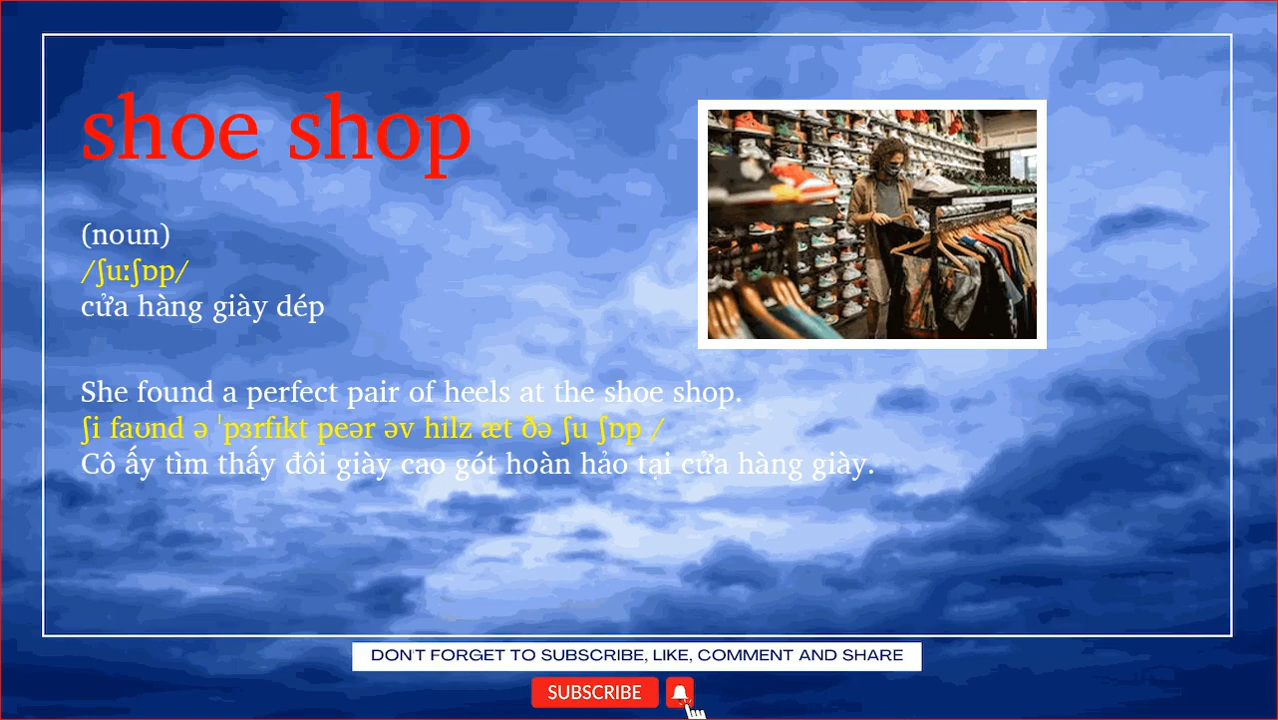 shoe shop
(noun)
/ʃuːʃɒp/
cửa hàng giày dép
She found a perfect pair of heels at the shoe shop.
ʃi faʊnd ə ˈpɜrfɪkt peər əv hilz æt ðə ʃu ʃɒp /
Cô ấy tìm thấy đôi giày cao gót hoàn hảo tại cửa hàng giày.
DON'T FORGET TO SUBSCRIBE, LIKE, COMMENT AND SHARE
SUBSCRIBE